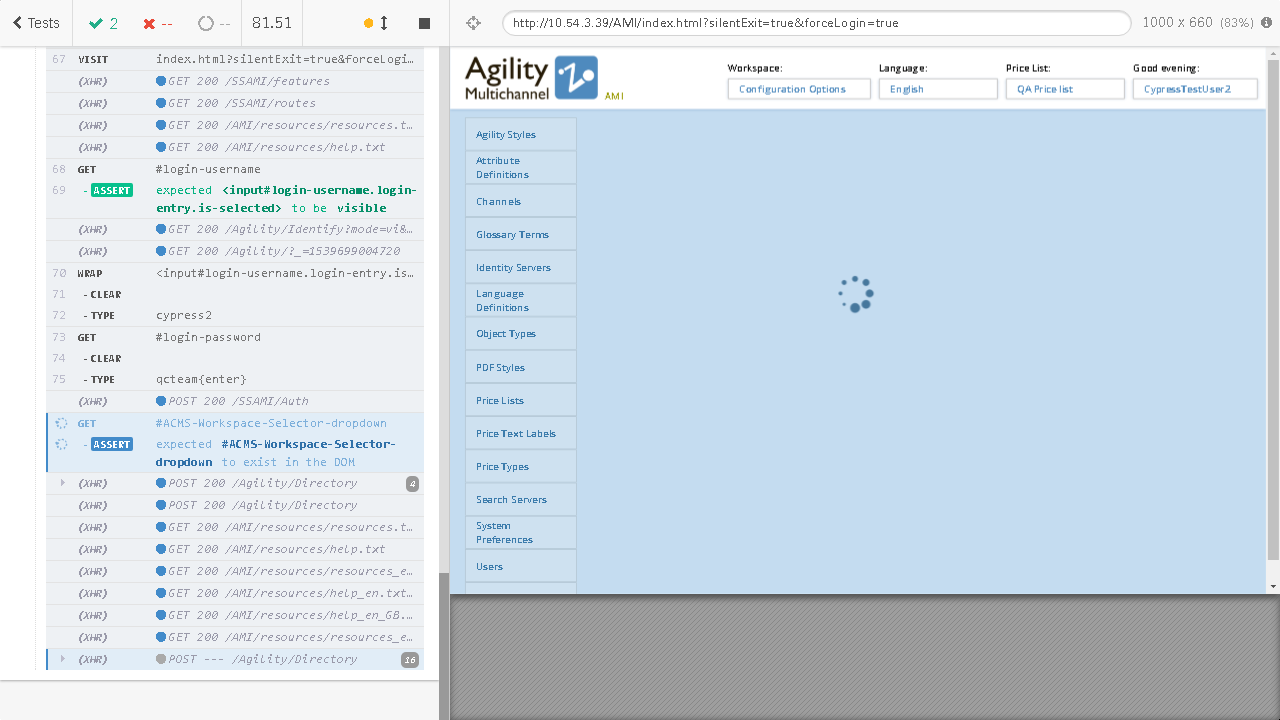 Tests
2
--
--
81.51
http://10.54.3.39/AMI/index.html?silentExit=true&forceLogin=true
1000 x 660 (83%)
67 VISIT index.html?silentExit=true&forceLogi...
(XHR) GET 200 /SSAMI/features
(XHR) GET 200 /SSAMI/routes
(XHR) GET 200 /AMI/resources/resources.t...
(XHR) GET 200 /AMI/resources/help.txt
68 GET #login-username
69 - ASSERT expected <input#login-username.login-
entry.is-selected> to be visible
(XHR) GET 200 /Agility/Identify?mode=vi&...
(XHR) GET 200 /Agility/?_=1539699004720
70 WRAP <input#login-username.login-entry.is...
71 - CLEAR
72 - TYPE cypress2
73 GET #login-password
74 - CLEAR
75 - TYPE qcteam{enter}
(XHR) POST 200 /SSAMI/Auth
GET #ACMS-Workspace-Selector-dropdown
- ASSERT expected #ACMS-Workspace-Selector-
dropdown to exist in the DOM
(XHR) POST 200 /Agility/Directory 4
(XHR) POST 200 /Agility/Directory
(XHR) GET 200 /AMI/resources/resources.t...
(XHR) GET 200 /AMI/resources/help.txt
(XHR) GET 200 /AMI/resources/resources_e...
(XHR) GET 200 /AMI/resources/help_en.txt...
(XHR) GET 200 /AMI/resources/help_en_GB...
(XHR) GET 200 /AMI/resources/resources_e...
(XHR) POST --- /Agility/Directory 16
Agility
Multichannel
AMI
Workspace: Language: Price List: Good evening:
Configuration Options English QA Price list CypressTestUser2
Agility Styles
Attribute
Definitions
Channels
Glossary Terms
Identity Servers
Language
Definitions
Object Types
PDF Styles
Price Lists
Price Text Labels
Price Types
Search Servers
System
Preferences
Users